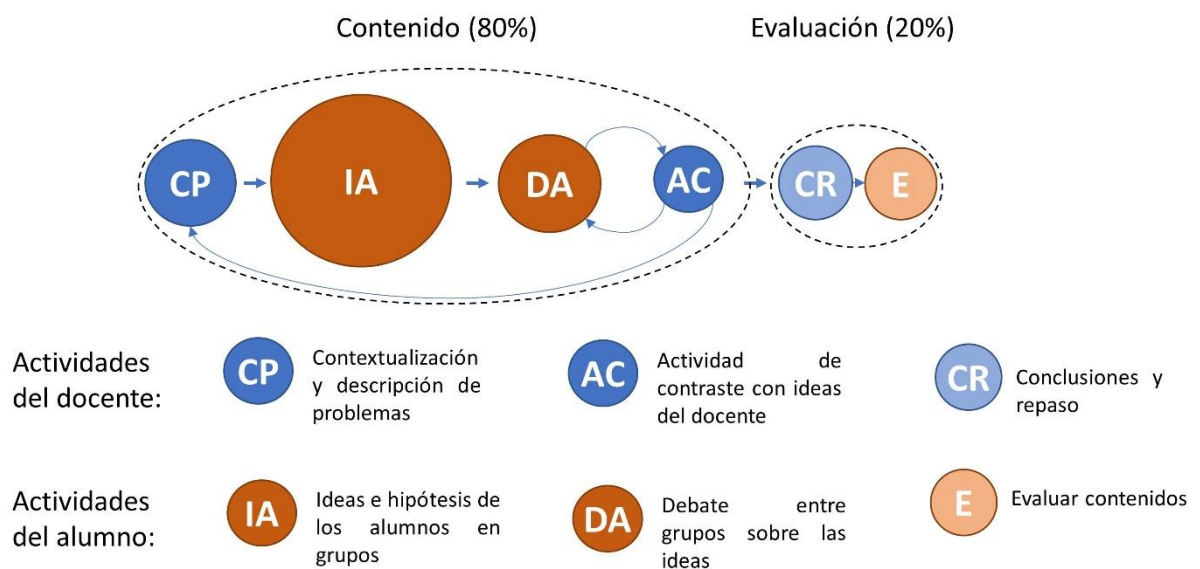 Contenido (80%)
Evaluación (20%)
CP
IA
DA
AC
CR
E
Actividades
del docente:
CP
Contextualización
y descripción de
problemas
AC
Actividad de
contraste con ideas
del docente
CR
Conclusiones y
repaso
Actividades
del alumno:
IA
Ideas e hipótesis de
los alumnos en
grupos
DA
Debate entre
grupos sobre las
ideas
E
Evaluar contenidos